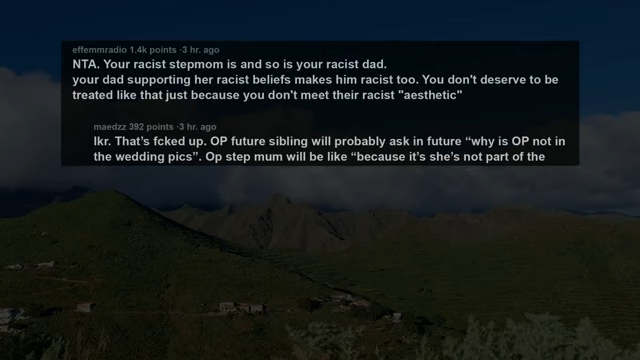 effemmradio 1.4k points ·3 hr. ago
NTA. Your racist stepmom is and so is your racist dad.
your dad supporting her racist beliefs makes him racist too. You don't deserve to be
treated like that just because you don't meet their racist "aesthetic"
maedzz 392 points ·3 hr. ago
Ikr. That’s fcked up. OP future sibling will probably ask in future “why is OP not in
the wedding pics”. Op step mum will be like “because it’s she’s not part of the